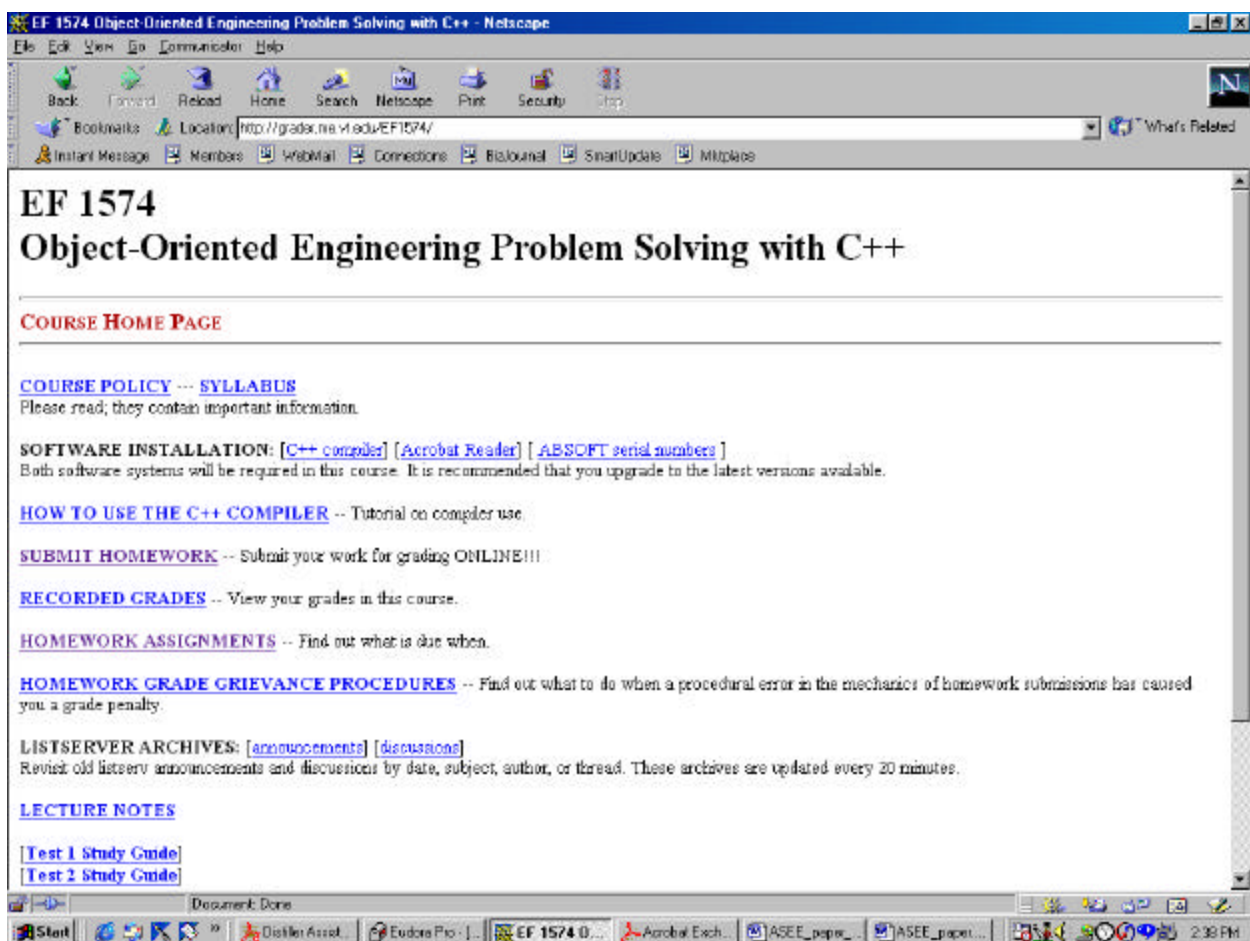 EF 1574 Object-Oriented Engineering Problem Solving with C++ - Netscape
File Edit View Go Communicator Help
Back Forward Reload Home Search Netscape Print Security Stop
Bookmarks Location: http://grader.me.vt.edu/EF1574/ What's Related
Instant Message Members WebMail Connections BizJournal SmartUpdate Mktplace
EF 1574
Object-Oriented Engineering Problem Solving with C++
COURSE HOME PAGE
COURSE POLICY --- SYLLABUS
Please read; they contain important information.
SOFTWARE INSTALLATION: [C++ compiler] [Acrobat Reader] [ ABSOFT serial numbers ]
Both software systems will be required in this course. It is recommended that you upgrade to the latest versions available.
HOW TO USE THE C++ COMPILER -- Tutorial on compiler use.
SUBMIT HOMEWORK -- Submit your work for grading ONLINE!!!
RECORDED GRADES -- View your grades in this course.
HOMEWORK ASSIGNMENTS -- Find out what is due when.
HOMEWORK GRADE GRIEVANCE PROCEDURES -- Find out what to do when a procedural error in the mechanics of homework submissions has caused
you a grade penalty.
LISTSERVER ARCHIVES: [announcements] [discussions]
Revisit old listserv announcements and discussions by date, subject, author, or thread. These archives are updated every 20 minutes.
LECTURE NOTES
[Test 1 Study Guide]
[Test 2 Study Guide]
Document: Done
Start » Distiller Assist... Eudora Pro - [... EF 1574 O... Acrobat Exch... ASEE_paper_... ASEE_paper... 2:38 PM